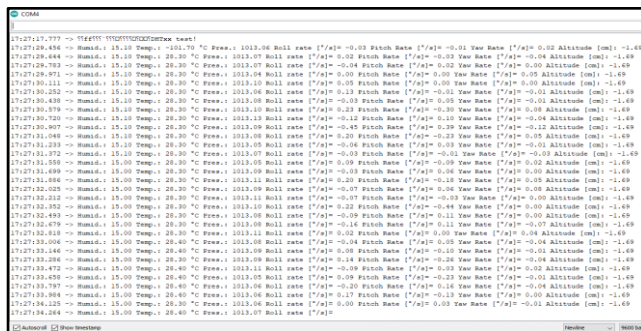 COM4
17:27:17.777 -> test!
17:27:29.456 -> Humid.: 15.10 Temp.: -101.70 °C Pres.: 1013.06 Roll rate [°/s]= -0.03 Pitch Rate [°/s]= -0.01 Yaw Rate [°/s]= 0.02 Altitude [cm]: -1.69
17:27:29.644 -> Humid.: 15.10 Temp.: 28.30 °C Pres.: 1013.07 Roll rate [°/s]= 0.02 Pitch Rate [°/s]= -0.03 Yaw Rate [°/s]= -0.04 Altitude [cm]: -1.69
17:27:29.783 -> Humid.: 15.10 Temp.: 28.30 °C Pres.: 1013.07 Roll rate [°/s]= -0.04 Pitch Rate [°/s]= 0.02 Yaw Rate [°/s]= 0.00 Altitude [cm]: -1.69
17:27:29.971 -> Humid.: 15.10 Temp.: 28.30 °C Pres.: 1013.04 Roll rate [°/s]= 0.00 Pitch Rate [°/s]= 0.00 Yaw Rate [°/s]= 0.05 Altitude [cm]: -1.69
17:27:30.111 -> Humid.: 15.10 Temp.: 28.30 °C Pres.: 1013.10 Roll rate [°/s]= 0.05 Pitch Rate [°/s]= 0.00 Yaw Rate [°/s]= 0.00 Altitude [cm]: -1.69
17:27:30.252 -> Humid.: 15.10 Temp.: 28.30 °C Pres.: 1013.06 Roll rate [°/s]= 0.13 Pitch Rate [°/s]= -0.01 Yaw Rate [°/s]= -0.01 Altitude [cm]: -1.69
17:27:30.438 -> Humid.: 15.10 Temp.: 28.30 °C Pres.: 1013.08 Roll rate [°/s]= -0.03 Pitch Rate [°/s]= 0.05 Yaw Rate [°/s]= -0.01 Altitude [cm]: -1.69
17:27:30.579 -> Humid.: 15.10 Temp.: 28.30 °C Pres.: 1013.10 Roll rate [°/s]= 0.23 Pitch Rate [°/s]= -0.30 Yaw Rate [°/s]= 0.08 Altitude [cm]: -1.69
17:27:30.720 -> Humid.: 15.10 Temp.: 28.30 °C Pres.: 1013.13 Roll rate [°/s]= -0.12 Pitch Rate [°/s]= 0.10 Yaw Rate [°/s]= -0.04 Altitude [cm]: -1.69
17:27:30.907 -> Humid.: 15.10 Temp.: 28.30 °C Pres.: 1013.09 Roll rate [°/s]= -0.45 Pitch Rate [°/s]= 0.39 Yaw Rate [°/s]= -0.12 Altitude [cm]: -1.69
17:27:31.048 -> Humid.: 15.10 Temp.: 28.30 °C Pres.: 1013.08 Roll rate [°/s]= 0.20 Pitch Rate [°/s]= -0.23 Yaw Rate [°/s]= 0.05 Altitude [cm]: -1.69
17:27:31.233 -> Humid.: 15.10 Temp.: 28.30 °C Pres.: 1013.05 Roll rate [°/s]= -0.06 Pitch Rate [°/s]= 0.03 Yaw Rate [°/s]= -0.01 Altitude [cm]: -1.69
17:27:31.372 -> Humid.: 15.10 Temp.: 28.30 °C Pres.: 1013.07 Roll rate [°/s]= -0.03 Pitch Rate [°/s]= -0.01 Yaw Rate [°/s]= -0.03 Altitude [cm]: -1.69
17:27:31.558 -> Humid.: 15.00 Temp.: 28.30 °C Pres.: 1013.05 Roll rate [°/s]= 0.09 Pitch Rate [°/s]= -0.09 Yaw Rate [°/s]= 0.02 Altitude [cm]: -1.69
17:27:31.699 -> Humid.: 15.00 Temp.: 28.30 °C Pres.: 1013.08 Roll rate [°/s]= -0.03 Pitch Rate [°/s]= 0.06 Yaw Rate [°/s]= 0.00 Altitude [cm]: -1.69
17:27:31.886 -> Humid.: 15.00 Temp.: 28.30 °C Pres.: 1013.11 Roll rate [°/s]= 0.20 Pitch Rate [°/s]= -0.18 Yaw Rate [°/s]= 0.05 Altitude [cm]: -1.69
17:27:32.025 -> Humid.: 15.00 Temp.: 28.30 °C Pres.: 1013.09 Roll rate [°/s]= -0.07 Pitch Rate [°/s]= 0.06 Yaw Rate [°/s]= 0.08 Altitude [cm]: -1.69
17:27:32.212 -> Humid.: 15.00 Temp.: 28.30 °C Pres.: 1013.11 Roll rate [°/s]= -0.07 Pitch Rate [°/s]= -0.03 Yaw Rate [°/s]= 0.00 Altitude [cm]: -1.69
17:27:32.352 -> Humid.: 15.00 Temp.: 28.30 °C Pres.: 1013.10 Roll rate [°/s]= 0.22 Pitch Rate [°/s]= -0.44 Yaw Rate [°/s]= 0.00 Altitude [cm]: -1.69
17:27:32.493 -> Humid.: 15.00 Temp.: 28.30 °C Pres.: 1013.08 Roll rate [°/s]= -0.09 Pitch Rate [°/s]= 0.11 Yaw Rate [°/s]= 0.00 Altitude [cm]: -1.69
17:27:32.679 -> Humid.: 15.00 Temp.: 28.30 °C Pres.: 1013.08 Roll rate [°/s]= -0.16 Pitch Rate [°/s]= 0.11 Yaw Rate [°/s]= -0.07 Altitude [cm]: -1.69
17:27:32.818 -> Humid.: 15.00 Temp.: 28.30 °C Pres.: 1013.11 Roll rate [°/s]= 0.02 Pitch Rate [°/s]= 0.00 Yaw Rate [°/s]= 0.04 Altitude [cm]: -1.69
17:27:33.006 -> Humid.: 15.00 Temp.: 28.40 °C Pres.: 1013.08 Roll rate [°/s]= -0.04 Pitch Rate [°/s]= 0.05 Yaw Rate [°/s]= -0.04 Altitude [cm]: -1.69
17:27:33.146 -> Humid.: 15.00 Temp.: 28.40 °C Pres.: 1013.09 Roll rate [°/s]= 0.08 Pitch Rate [°/s]= -0.10 Yaw Rate [°/s]= -0.01 Altitude [cm]: -1.69
17:27:33.286 -> Humid.: 15.00 Temp.: 28.30 °C Pres.: 1013.09 Roll rate [°/s]= 0.14 Pitch Rate [°/s]= -0.26 Yaw Rate [°/s]= -0.04 Altitude [cm]: -1.69
17:27:33.472 -> Humid.: 15.00 Temp.: 28.40 °C Pres.: 1013.11 Roll rate [°/s]= -0.09 Pitch Rate [°/s]= 0.03 Yaw Rate [°/s]= 0.02 Altitude [cm]: -1.69
17:27:33.658 -> Humid.: 15.00 Temp.: 28.40 °C Pres.: 1013.05 Roll rate [°/s]= 0.09 Pitch Rate [°/s]= -0.23 Yaw Rate [°/s]= -0.01 Altitude [cm]: -1.69
17:27:33.797 -> Humid.: 15.00 Temp.: 28.40 °C Pres.: 1013.06 Roll rate [°/s]= -0.20 Pitch Rate [°/s]= 0.16 Yaw Rate [°/s]= -0.04 Altitude [cm]: -1.69
17:27:33.984 -> Humid.: 15.00 Temp.: 28.40 °C Pres.: 1013.06 Roll rate [°/s]= 0.17 Pitch Rate [°/s]= -0.13 Yaw Rate [°/s]= 0.00 Altitude [cm]: -1.69
17:27:34.125 -> Humid.: 15.00 Temp.: 28.40 °C Pres.: 1013.06 Roll rate [°/s]= 0.00 Pitch Rate [°/s]= 0.03 Yaw Rate [°/s]= -0.01 Altitude [cm]: -1.69
17:27:34.264 -> Humid.: 15.00 Temp.: 28.40 °C Pres.: 1013.07 Roll rate [°/s]=
Autoscroll Show timestamp Newline 9600